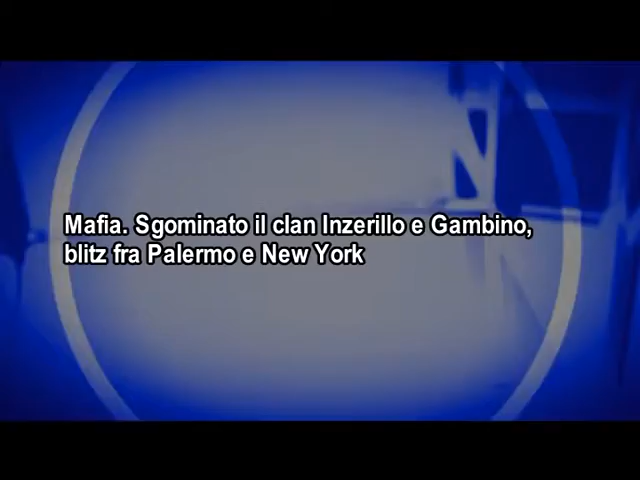 Mafia. Sgominato il clan Inzerillo e Gambino,
blitz fra Palermo e New York